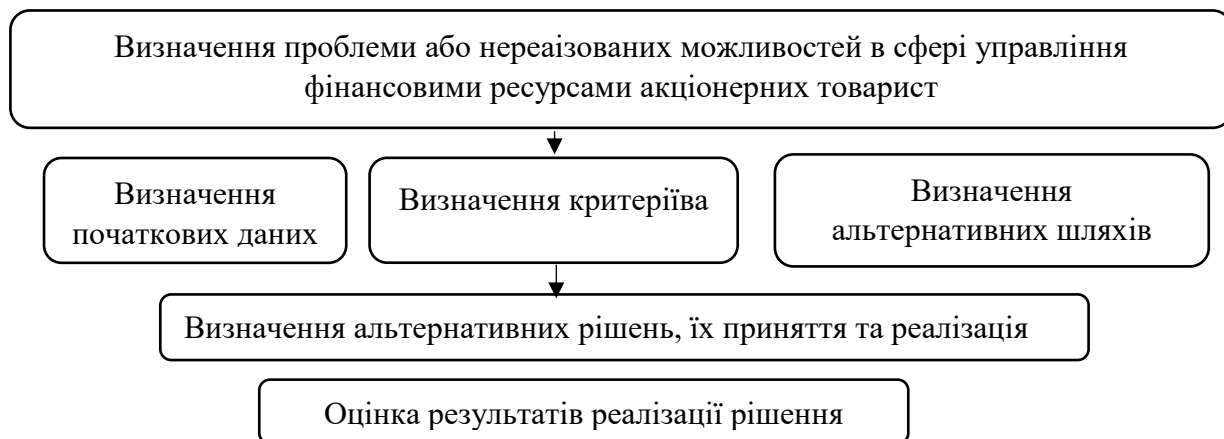 Визначення проблеми або нереаізованих можливостей в сфері управління
фінансовими ресурсами акціонерних товарист
Визначення
початкових даних
Визначення критеріїва
Визначення
альтернативних шляхів
Визначення альтернативних рішень, їх приняття та реалізація
Оцінка результатів реалізації рішення